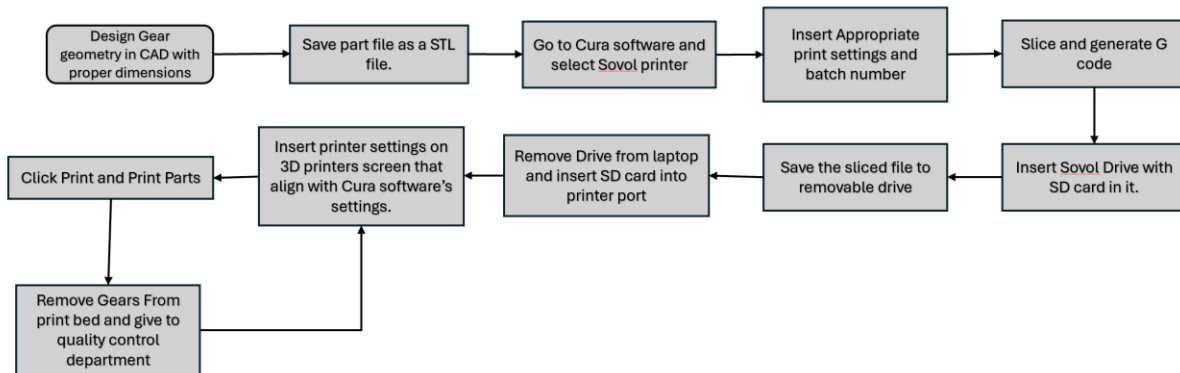 Design Gear
geometry in CAD with
proper dimensions
Save part file as a STL
file.
Go to Cura software and
select Sovol printer
Insert Appropriate
print settings and
batch number
Slice and generate G
code
Insert Sovol Drive with
SD card in it.
Save the sliced file to
removable drive
Remove Drive from laptop
and insert SD card into
printer port
Insert printer settings on
3D printers screen that
align with Cura software's
settings.
Click Print and Print Parts
Remove Gears From
print bed and give to
quality control
department